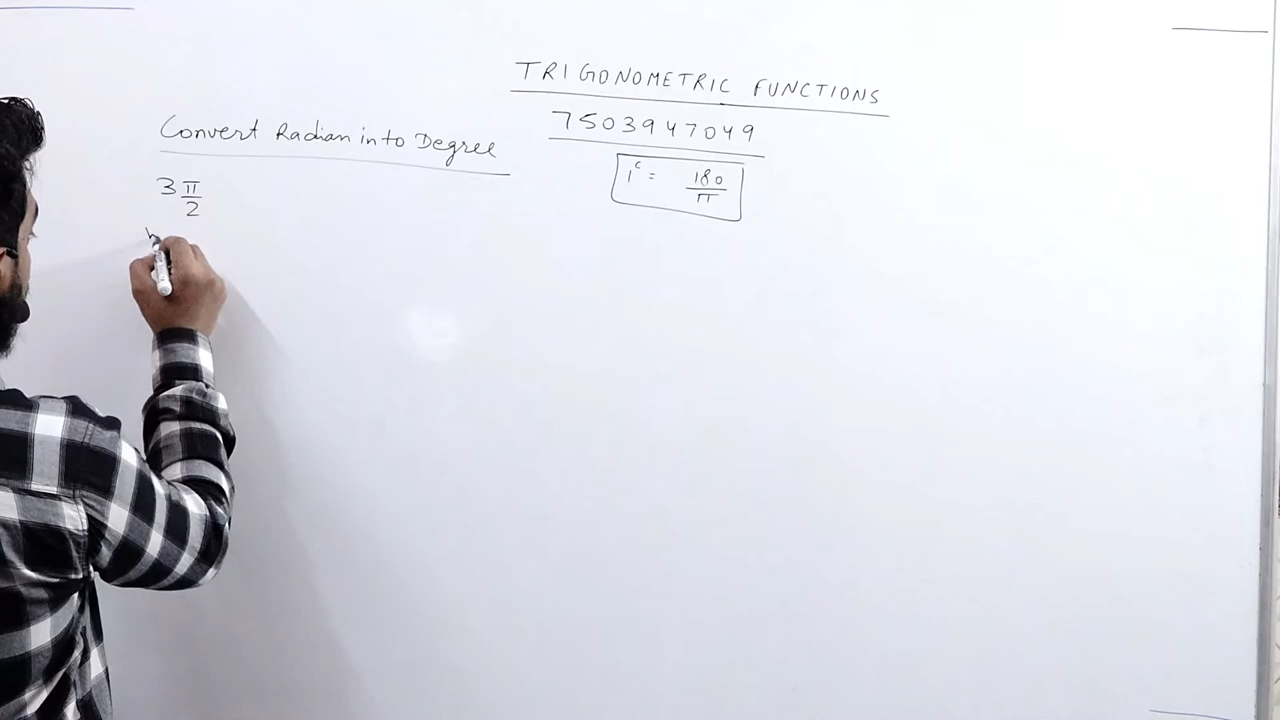 TRIGONOMETRIC FUNCTIONS
7503947049
1ᶜ = 180/π
Convert Radian into Degree
3π/2